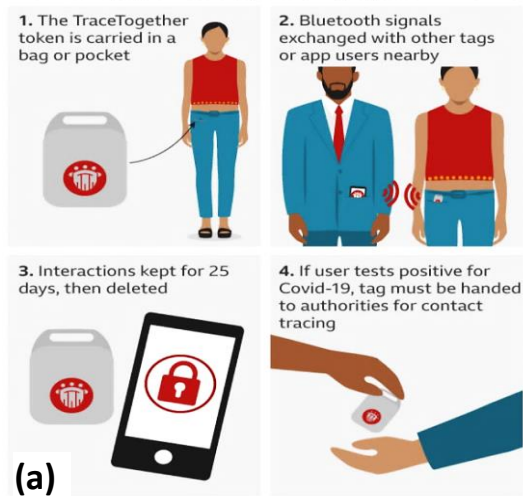 1. The TraceTogether
token is carried in a
bag or pocket
2. Bluetooth signals
exchanged with other tags
or app users nearby
3. Interactions kept for 25
days, then deleted
4. If user tests positive for
Covid-19, tag must be handed
to authorities for contact
tracing
(a)